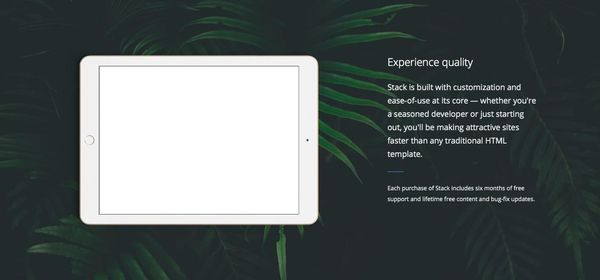 Experience quality
Stack is built with customization and
ease-of-use at its core — whether you're
a seasoned developer or just starting
out, you'll be making attractive sites
faster than any traditional HTML
template.
Each purchase of Stack includes six months of free
support and lifetime free content and bug-fix updates.